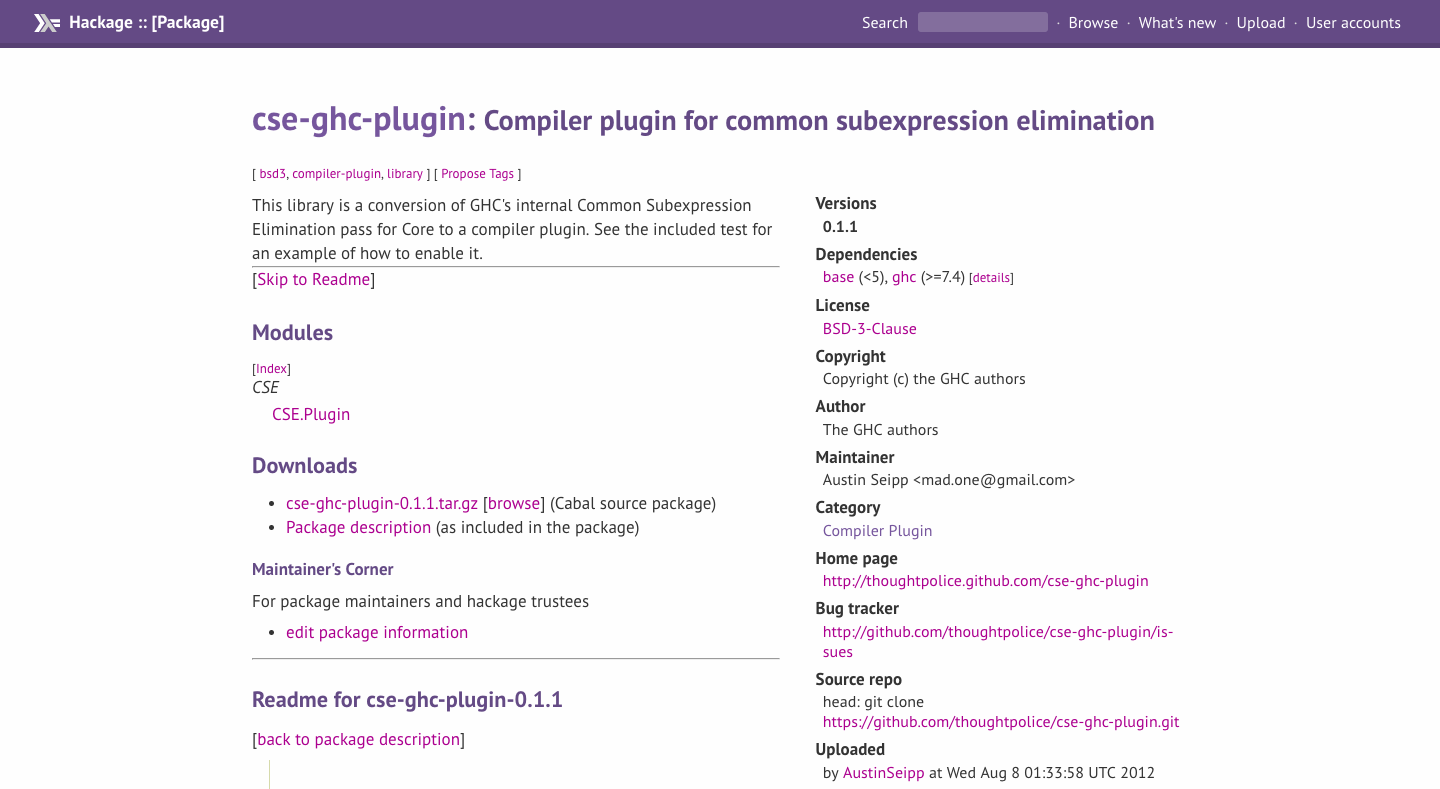 Hackage :: [Package]
Search · Browse · What's new · Upload · User accounts
cse-ghc-plugin: Compiler plugin for common subexpression elimination
[ bsd3, compiler-plugin, library ] [ Propose Tags ]
This library is a conversion of GHC's internal Common Subexpression
Elimination pass for Core to a compiler plugin. See the included test for
an example of how to enable it.
[Skip to Readme]
Modules
[Index]
CSE
CSE.Plugin
Downloads
• cse-ghc-plugin-0.1.1.tar.gz [browse] (Cabal source package)
• Package description (as included in the package)
Maintainer's Corner
For package maintainers and hackage trustees
• edit package information
Readme for cse-ghc-plugin-0.1.1
[back to package description]
Versions
0.1.1
Dependencies
base (<5), ghc (>=7.4) [details]
License
BSD-3-Clause
Copyright
Copyright (c) the GHC authors
Author
The GHC authors
Maintainer
Austin Seipp <mad.one@gmail.com>
Category
Compiler Plugin
Home page
http://thoughtpolice.github.com/cse-ghc-plugin
Bug tracker
http://github.com/thoughtpolice/cse-ghc-plugin/is-
sues
Source repo
head: git clone
https://github.com/thoughtpolice/cse-ghc-plugin.git
Uploaded
by AustinSeipp at Wed Aug 8 01:33:58 UTC 2012